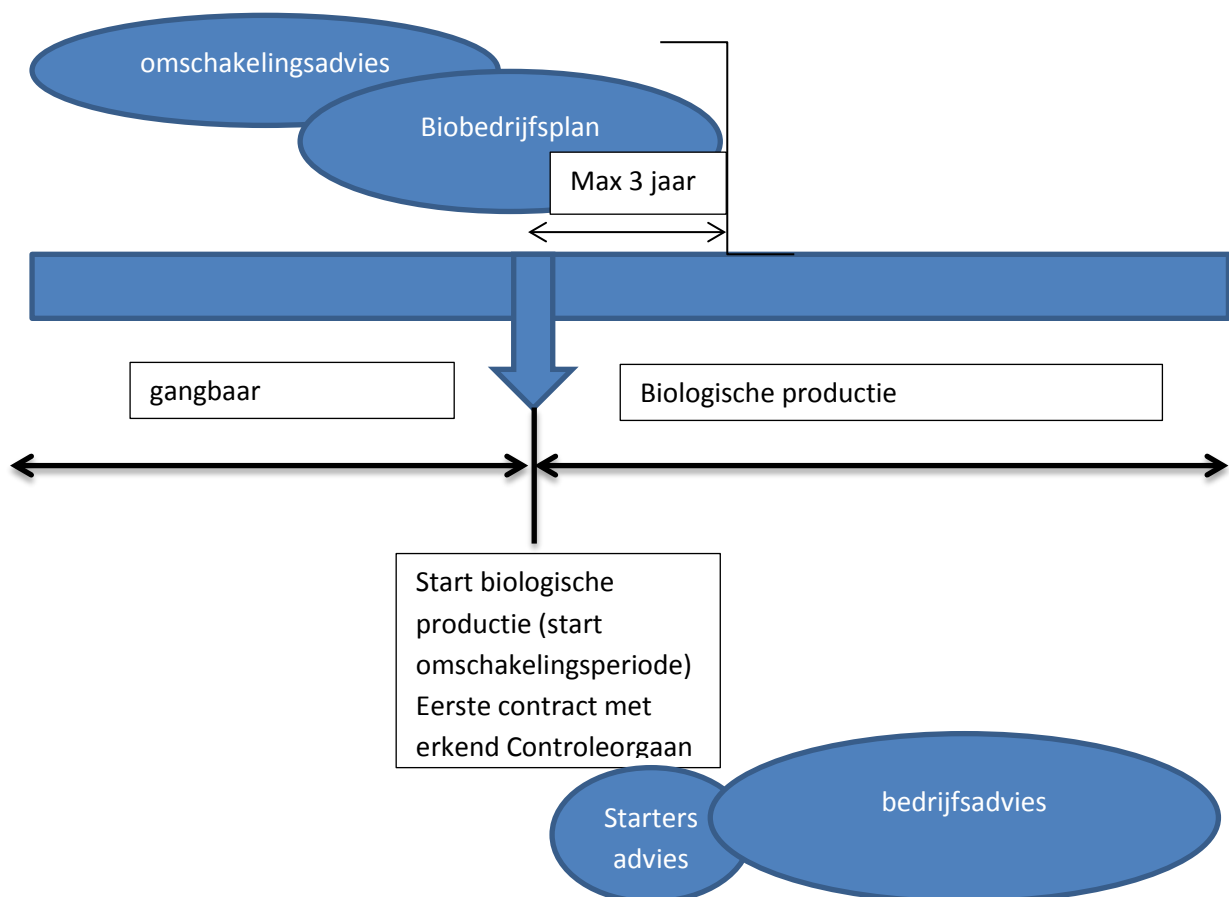 omschakelingsadvies
Biobedrijfsplan
Max 3 jaar
gangbaar
Biologische productie
Start biologische
productie (start
omschakelingsperiode)
Eerste contract met
erkend Controleorgaan
Starters
advies
bedrijfsadvies